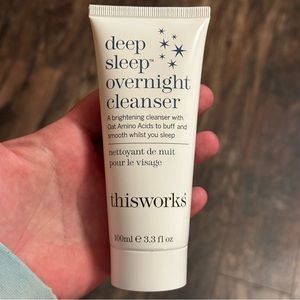 deep
sleep™
overnight
cleanser
A brightening cleanser with
Oat Amino Acids to buff and
smooth whilst you sleep
nettoyant de nuit
pour le visage
thisworks®
100ml ℮ 3.3 fl oz